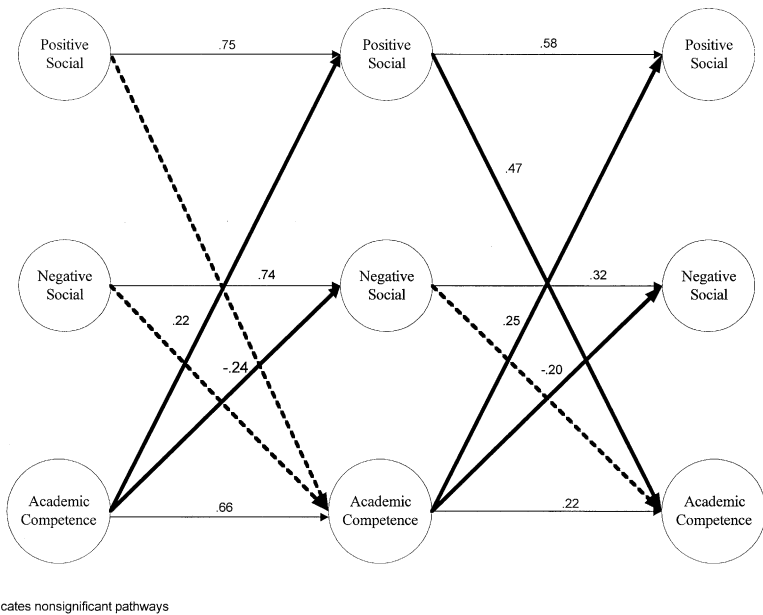 Positive
Social
.75
Positive
Social
.58
Positive
Social
.47
Negative
Social
.74
Negative
Social
.32
Negative
Social
.22
-.24
.25
-.20
Academic
Competence
.66
Academic
Competence
.22
Academic
Competence
cates nonsignificant pathways